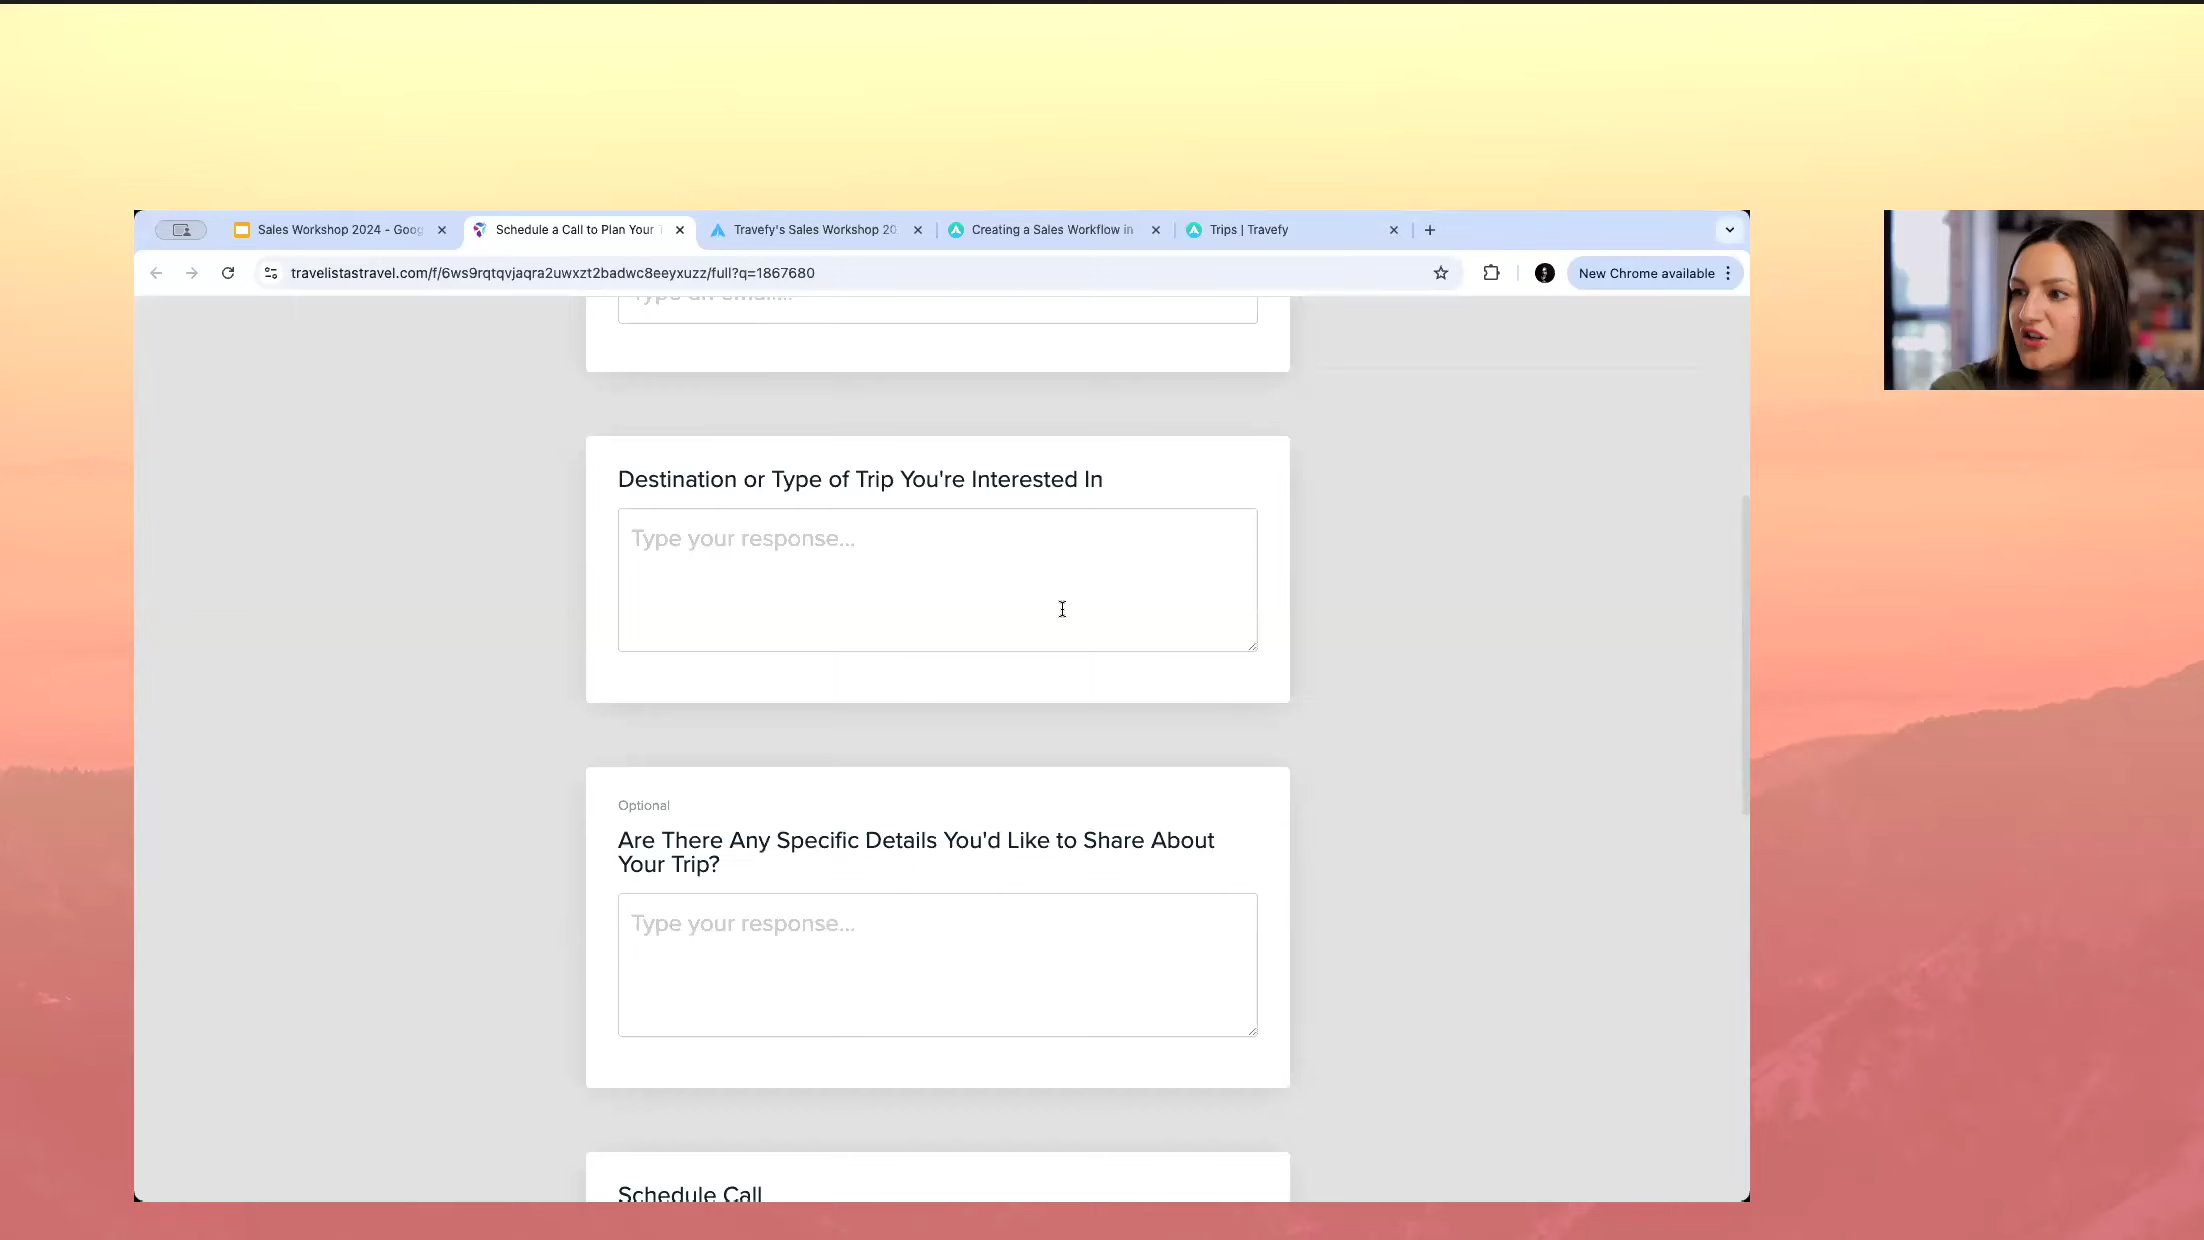 Sales Workshop 2024 - Goog
Schedule a Call to Plan Your T
Travefy's Sales Workshop 20
Creating a Sales Workflow in
Trips | Travefy
travelistastravel.com/f/6ws9rqtqvjaqra2uwxzt2badwc8eeyxuzz/full?q=1867680
New Chrome available
Type an email...
Destination or Type of Trip You're Interested In
Type your response...
Optional
Are There Any Specific Details You'd Like to Share About
Your Trip?
Type your response...
Schedule Call